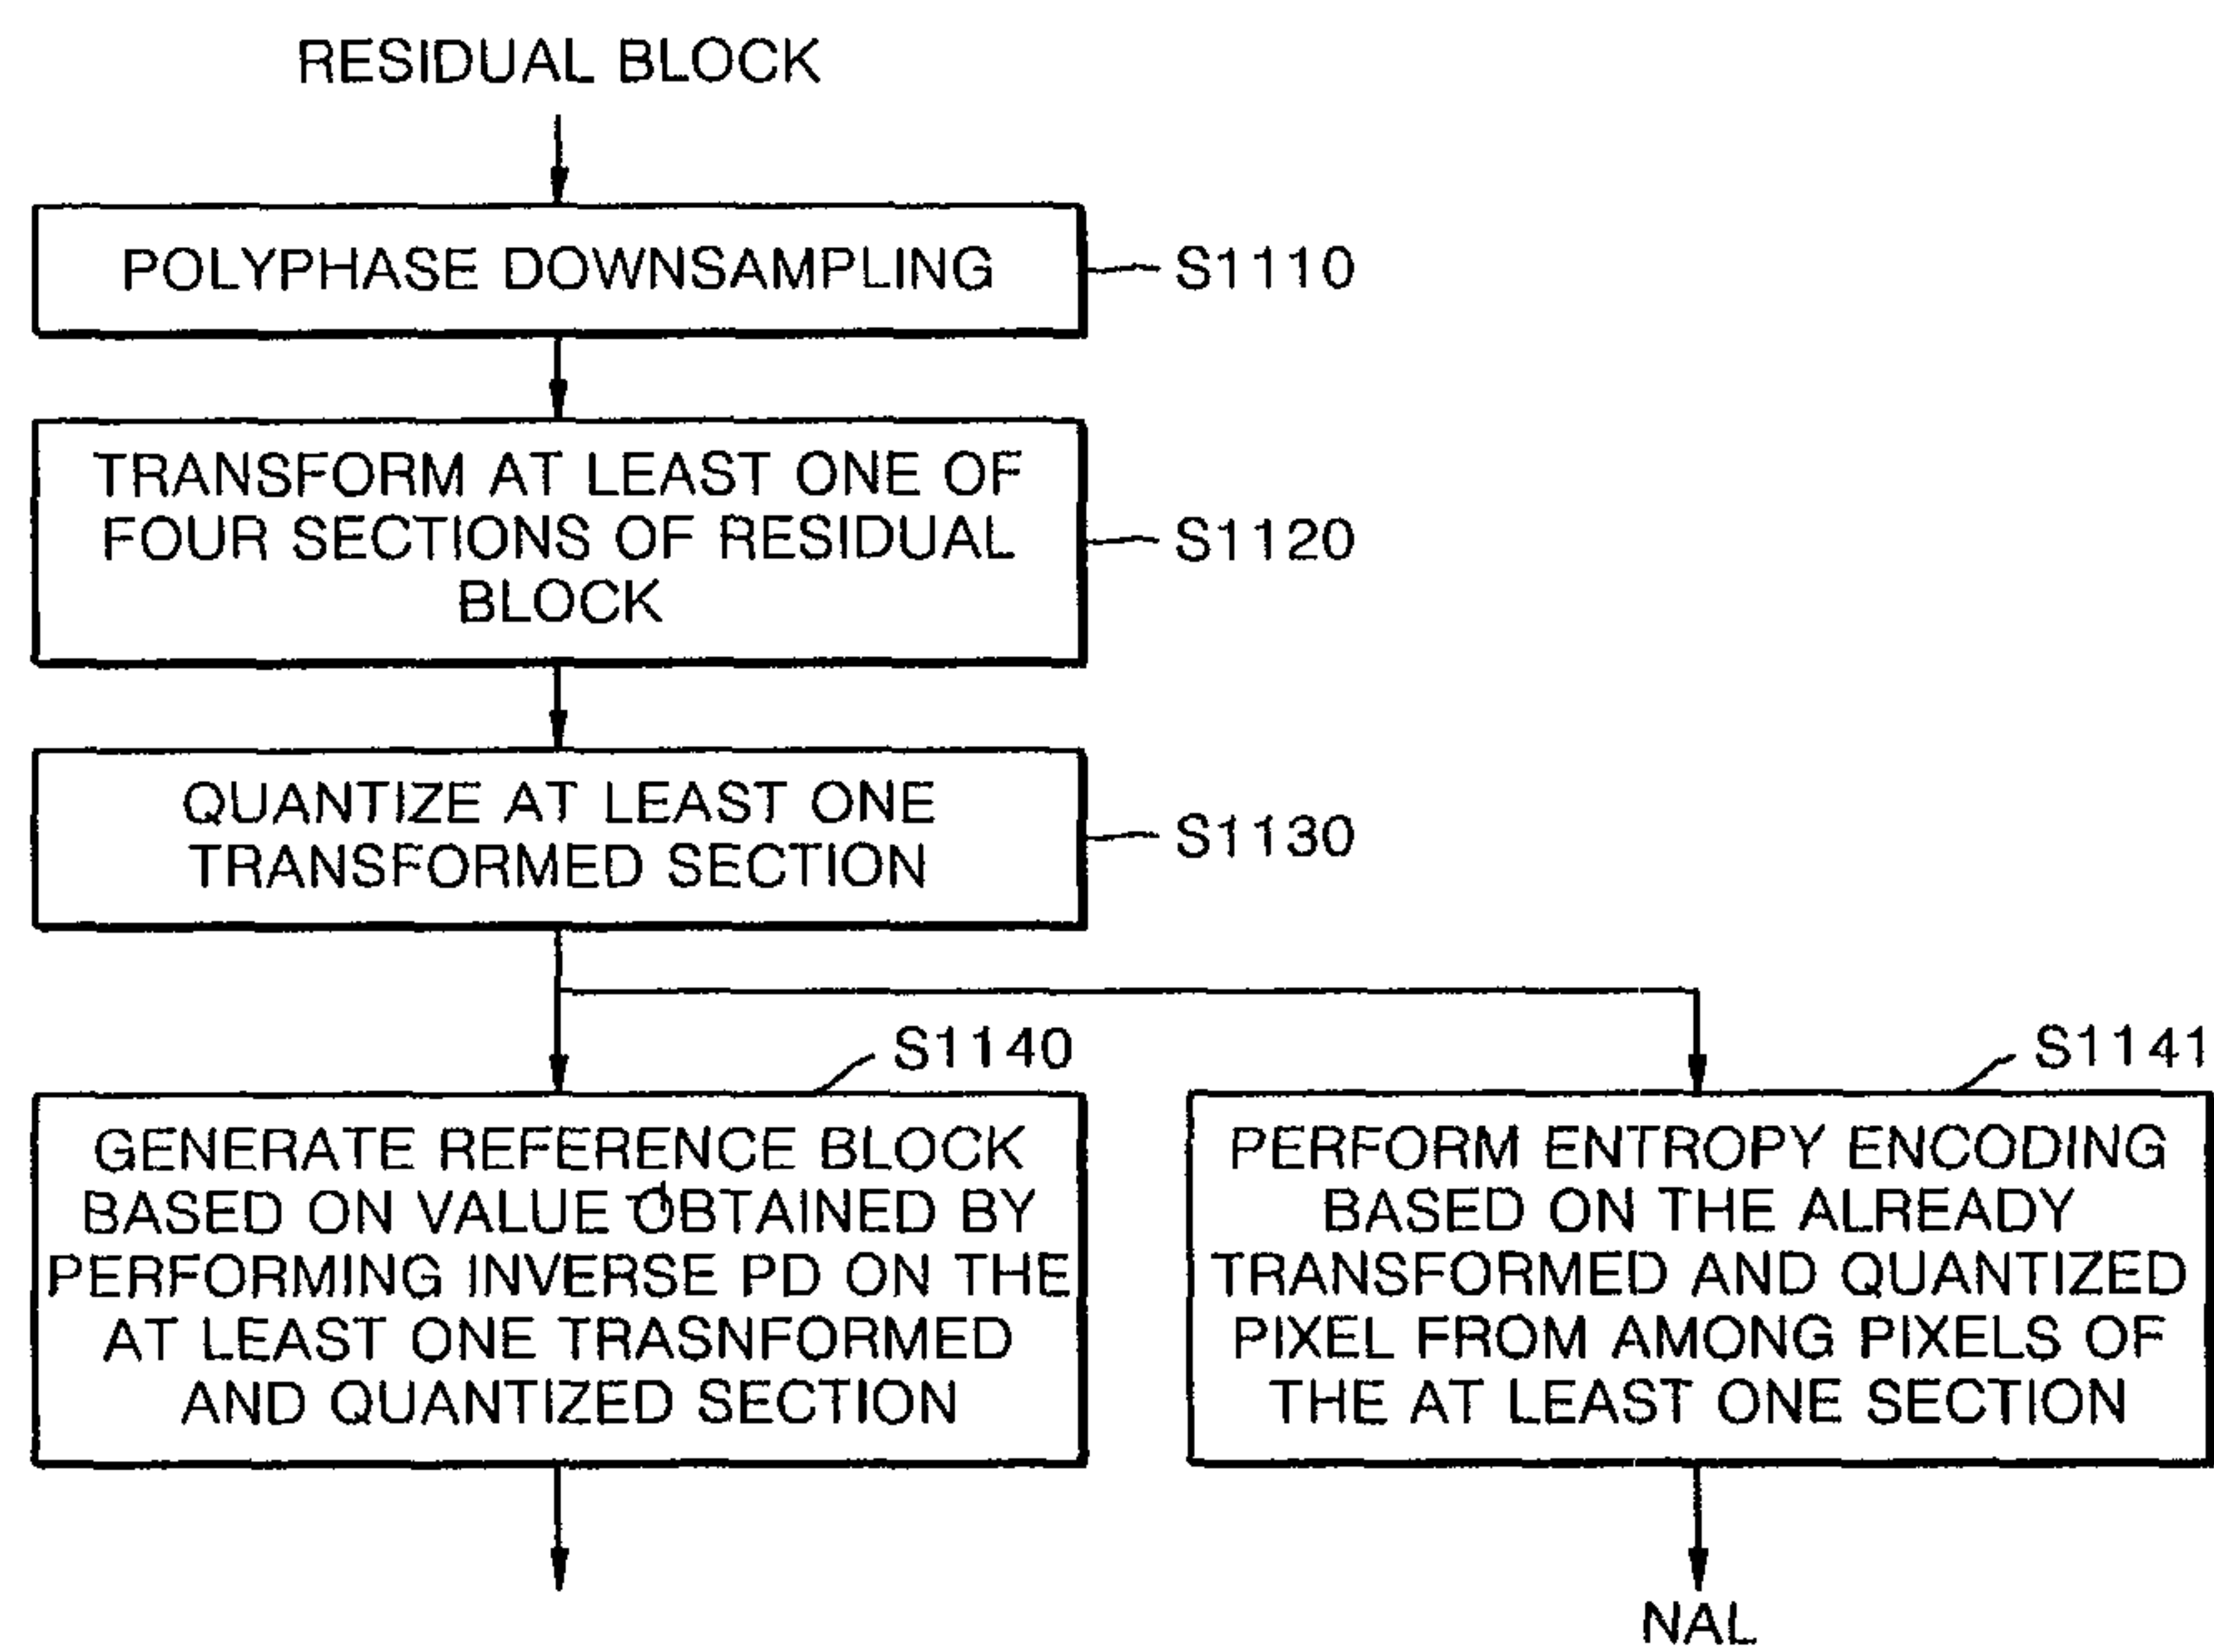 RESIDUAL BLOCK
POLYPHASE DOWNSAMPLING
S1110
TRANSFORM AT LEAST ONE OF
FOUR SECTIONS OF RESIDUAL
BLOCK
S1120
QUANTIZE AT LEAST ONE
TRANSFORMED SECTION
S1130
S1140
GENERATE REFERENCE BLOCK
BASED ON VALUE OBTAINED BY
PERFORMING INVERSE PD ON THE
AT LEAST ONE TRASNFORMED
AND QUANTIZED SECTION
S1141
PERFORM ENTROPY ENCODING
BASED ON THE ALREADY
TRANSFORMED AND QUANTIZED
PIXEL FROM AMONG PIXELS OF
THE AT LEAST ONE SECTION
NAL